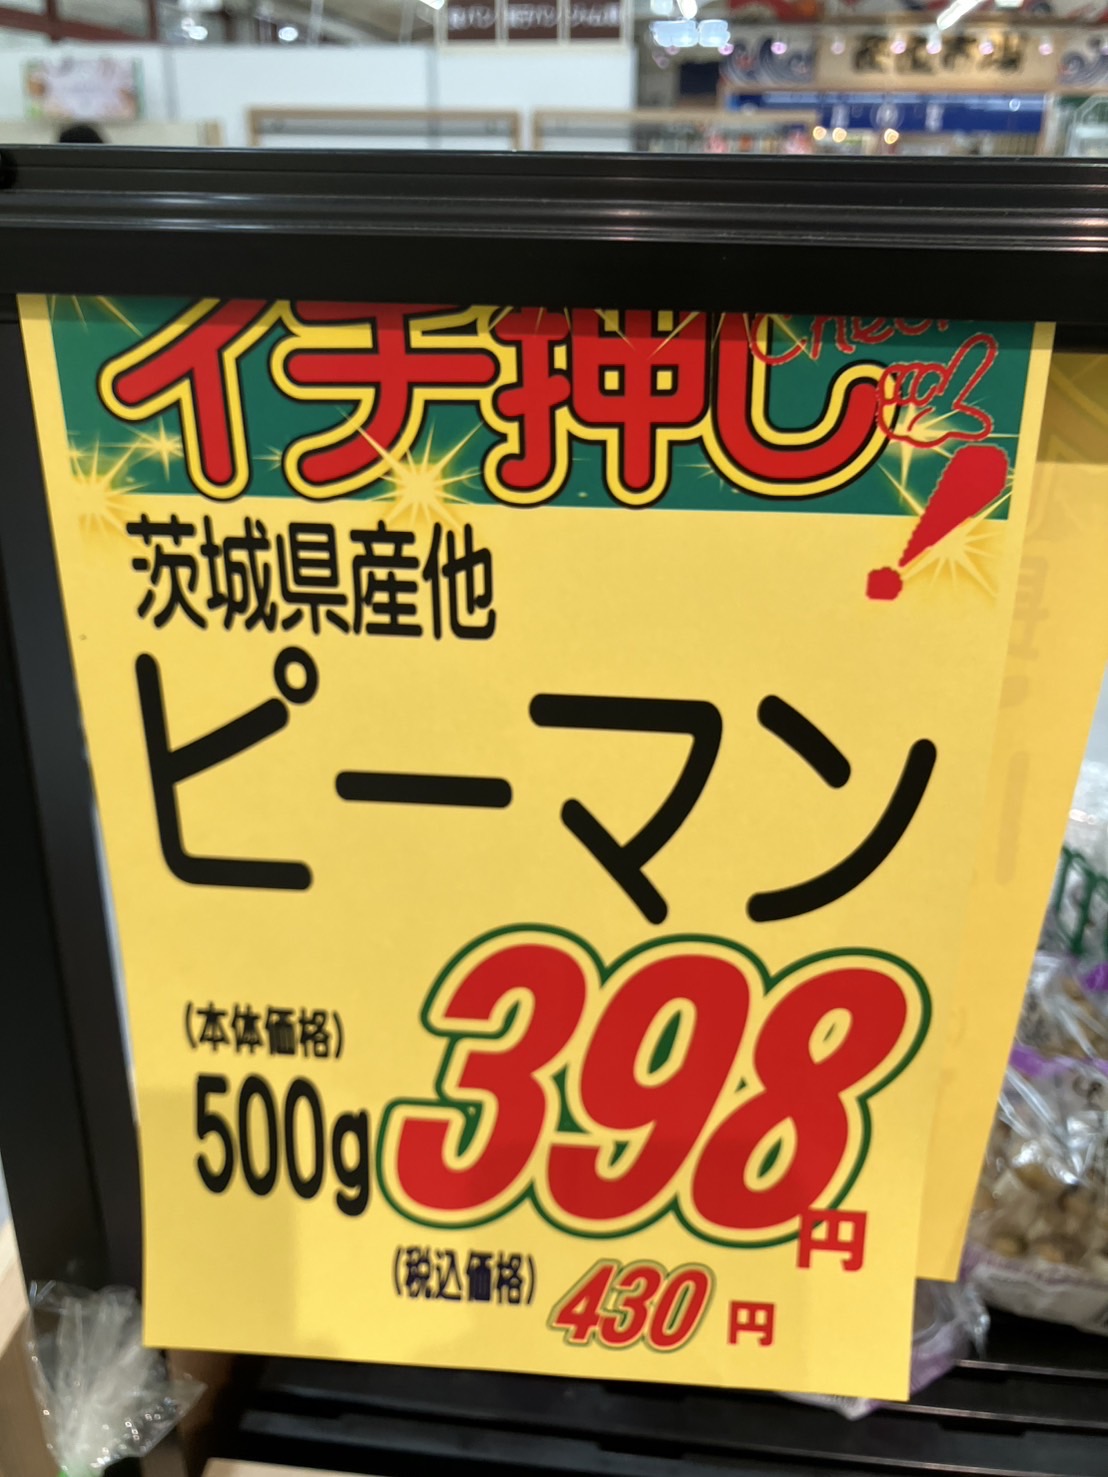 イチ押し
Check
!
茨城県産他
ピーマン
(本体価格)
500g
398円
(税込価格) 430円